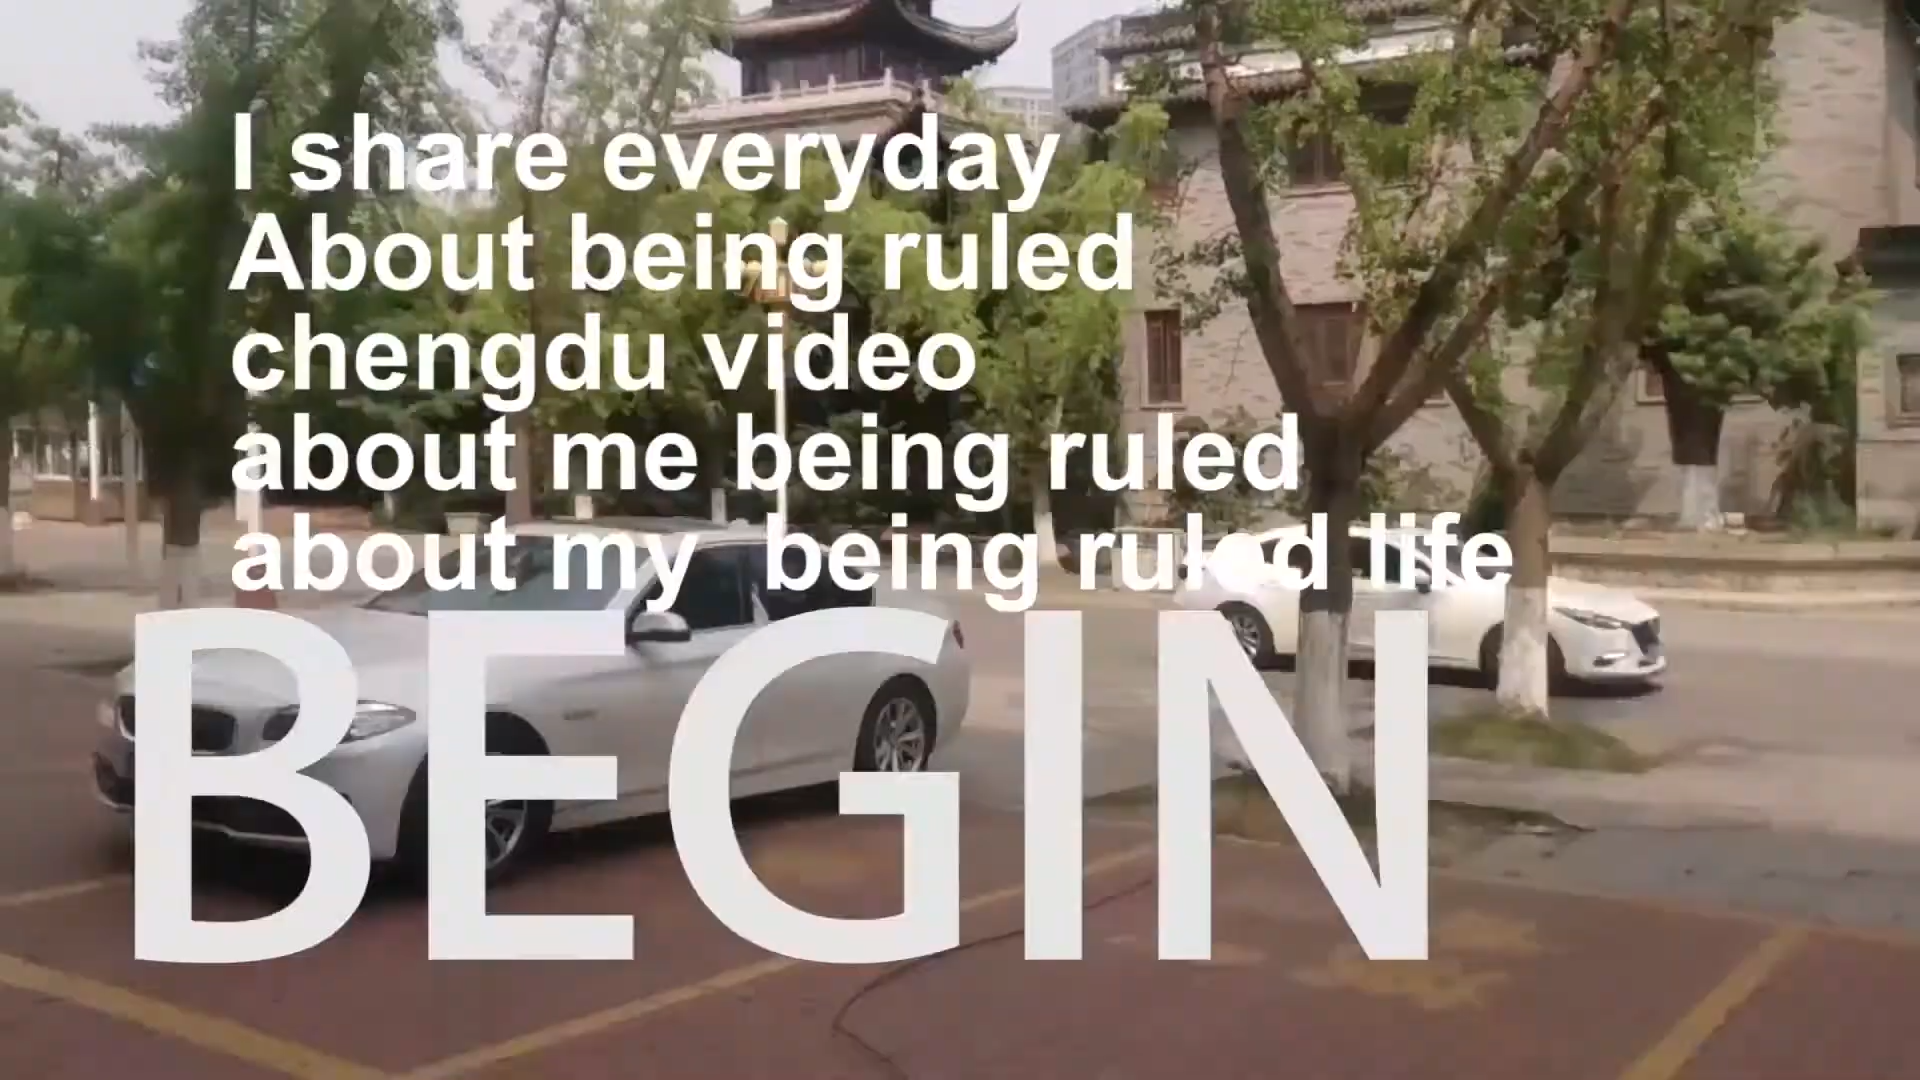 I share everyday
About being ruled
chengdu video
about me being ruled
about my  being ruled life
BEGIN